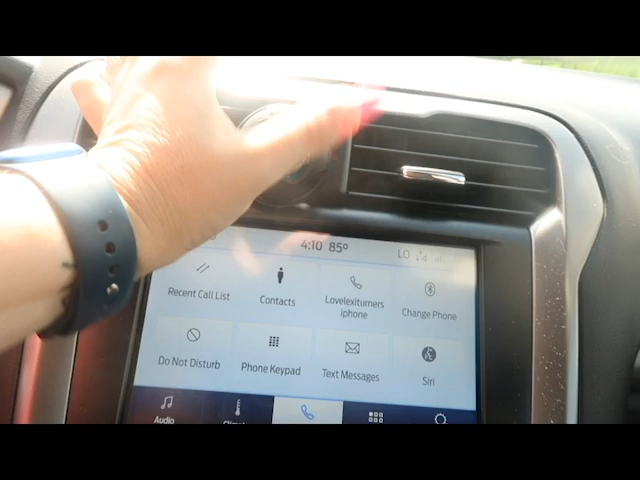 4:10 85° LO
Recent Call List
Contacts
Lovelexiturners
iphone
Change Phone
Do Not Disturb
Phone Keypad
Text Messages
Siri
Audio